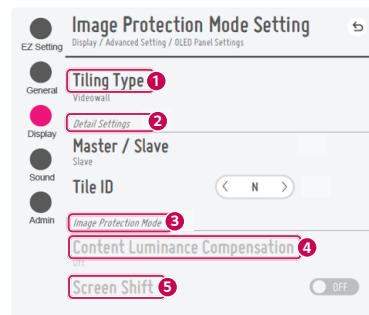 Image Protection Mode Setting
Display / Advanced Setting / OLED Panel Settings
EZ Setting
General
Display
Sound
Admin
Tiling Type 1
Videowall
Detail Settings 2
Master / Slave
Slave
Tile ID
< N >
Image Protection Mode 3
Content Luminance Compensation 4
Off
Screen Shift 5
OFF